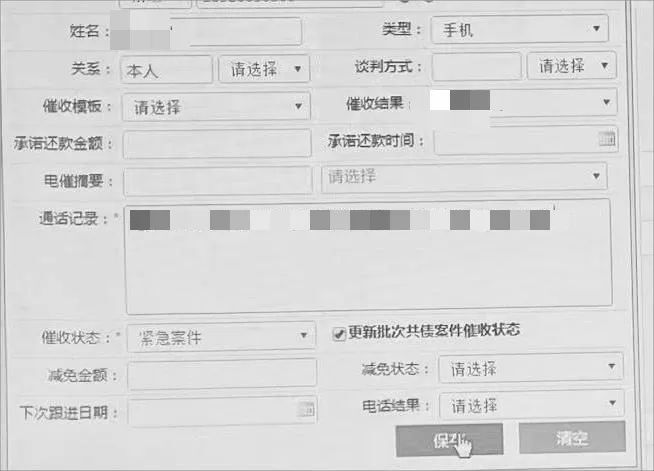 姓名： 类型： 手机
关系： 本人 请选择 谈判方式： 请选择
催收模板： 请选择 催收结果：
承诺还款金额： 承诺还款时间：
电催摘要： 请选择
通话记录：*
催收状态：* 紧急案件 更新批次共债案件催收状态
减免金额： 减免状态： 请选择
下次跟进日期： 电话结果： 请选择
保 清空